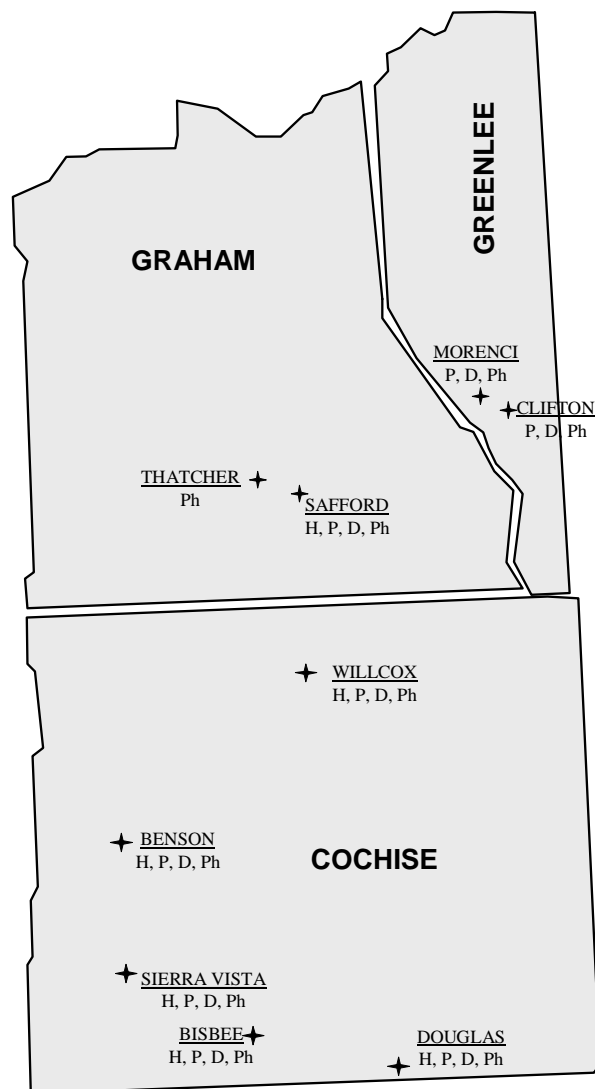 GREENLEE
GRAHAM
MORENCI
P, D, Ph
CLIFTON
P, D, Ph
THATCHER
Ph
SAFFORD
H, P, D, Ph
WILLCOX
H, P, D, Ph
BENSON
H, P, D, Ph
COCHISE
SIERRA VISTA
H, P, D, Ph
BISBEE
H, P, D, Ph
DOUGLAS
H, P, D, Ph